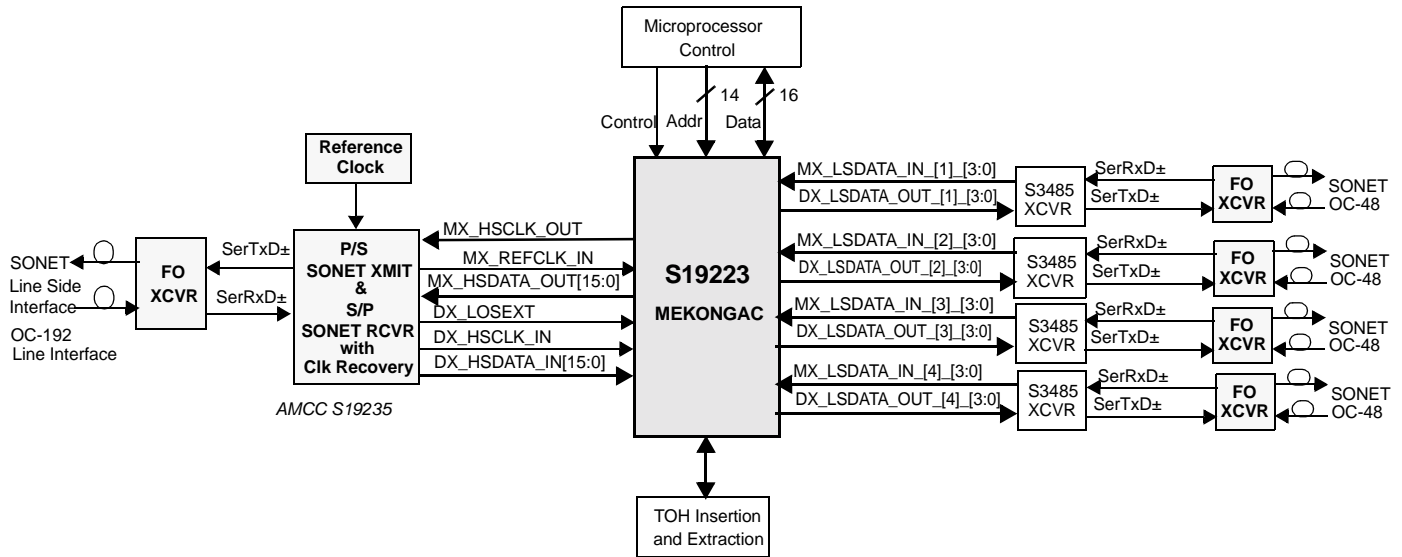 Microprocessor
Control
14
16
Control
Addr
Data
Reference
Clock
MX_HSCLK_OUT
MX_REFCLK_IN
MX_HSDATA_OUT[15:0]
DX_LOSEXT
DX_HSCLK_IN
DX_HSDATA_IN[15:0]
SONET
Line Side
Interface
OC-192
Line Interface
FO
XCVR
SerTxD±
SerRxD±
P/S
SONET XMIT
&
S/P
SONET RCVR
with
Clk Recovery
AMCC S19235
S19223
MEKONGAC
MX_LSDATA_IN_[1]_[3:0]
DX_LSDATA_OUT_[1]_[3:0]
S3485
XCVR
SerRxD±
SerTxD±
FO
XCVR
SONET
OC-48
MX_LSDATA_IN_[2]_[3:0]
DX_LSDATA_OUT_[2]_[3:0]
S3485
XCVR
SerRxD±
SerTxD±
FO
XCVR
SONET
OC-48
MX_LSDATA_IN_[3]_[3:0]
DX_LSDATA_OUT_[3]_[3:0]
S3485
XCVR
SerRxD±
SerTxD±
FO
XCVR
SONET
OC-48
MX_LSDATA_IN_[4]_[3:0]
DX_LSDATA_OUT_[4]_[3:0]
S3485
XCVR
SerRxD±
SerTxD±
FO
XCVR
SONET
OC-48
TOH Insertion
and Extraction